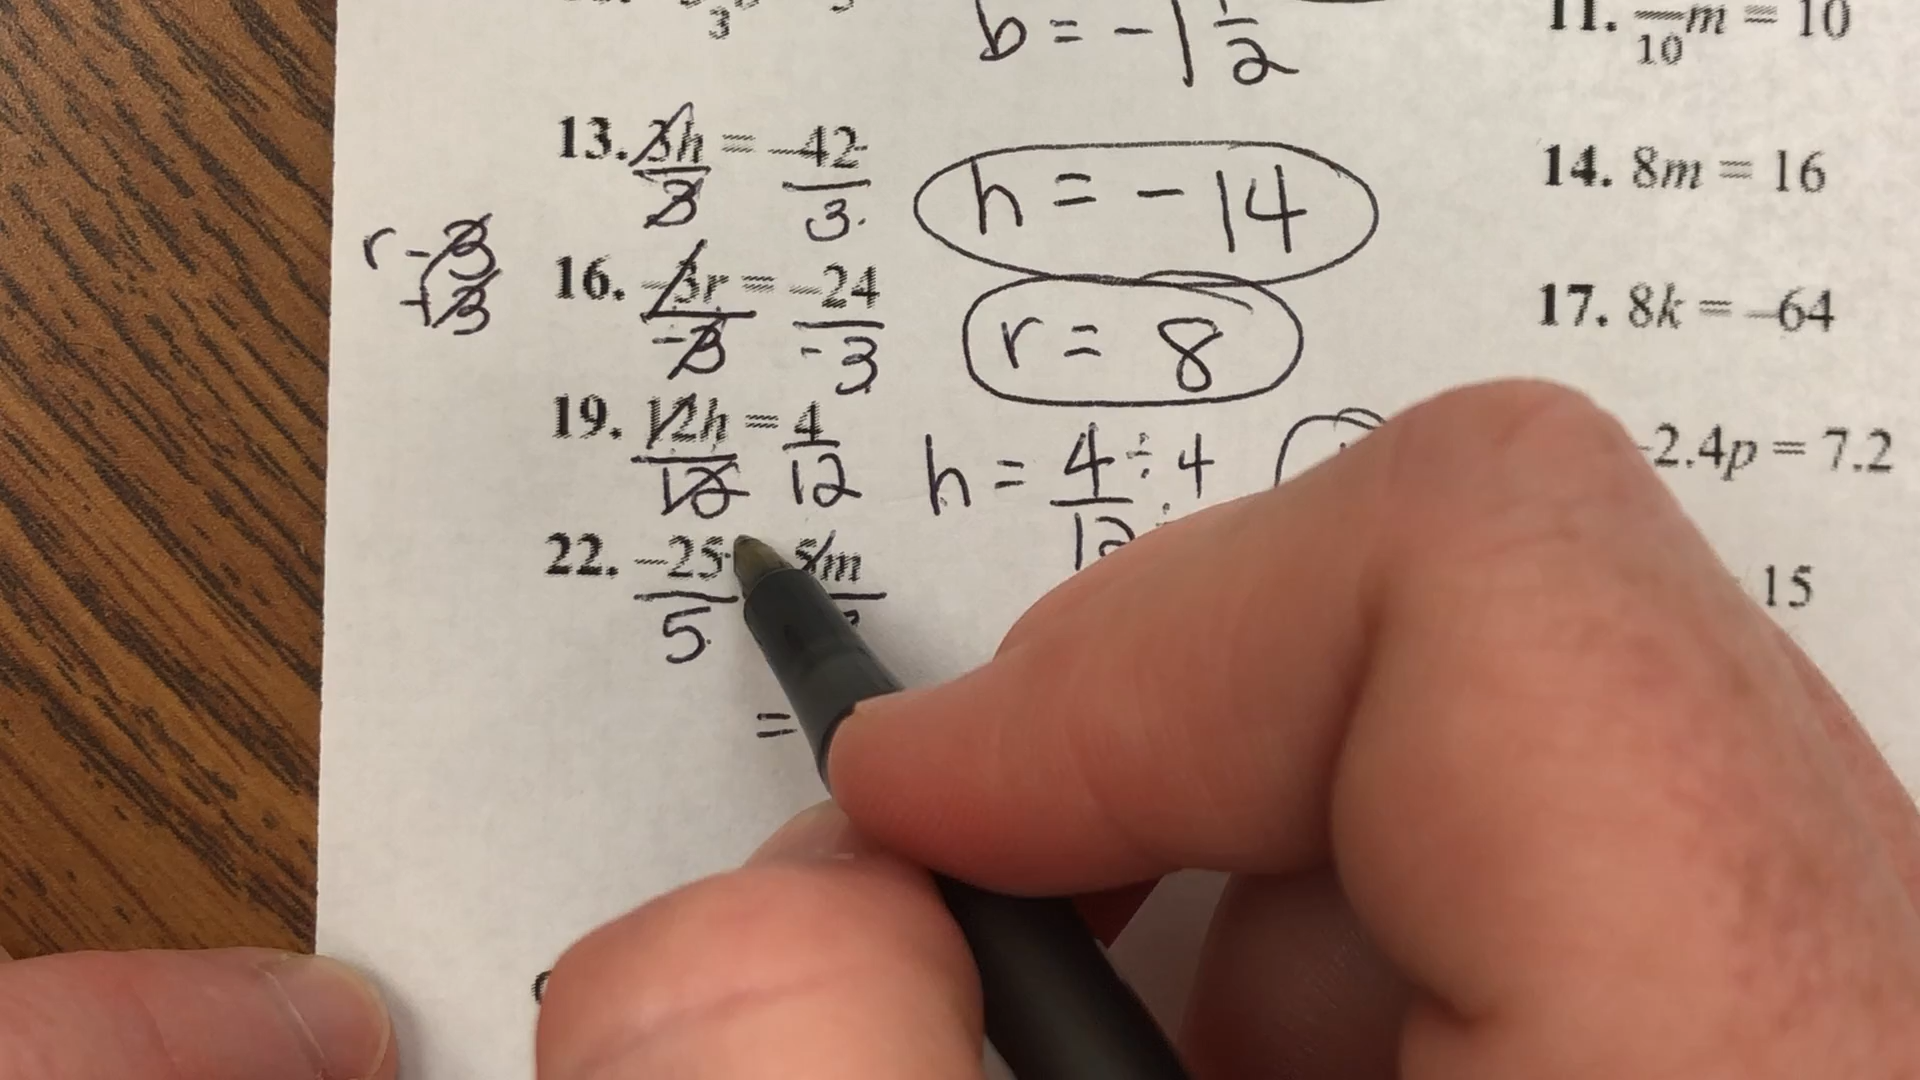 3
b = -1 1/2
11. 10 m = 10
13. 3h = -42
3 3
h = -14
14. 8m = 16
r - 3
+3
16. -3r = -24
-3 -3
r = 8
17. 8k = -64
19. 12h = 4
12 12
h = 4 ÷ 4
12 ÷
-2.4p = 7.2
22. -25 5m
5
15
=